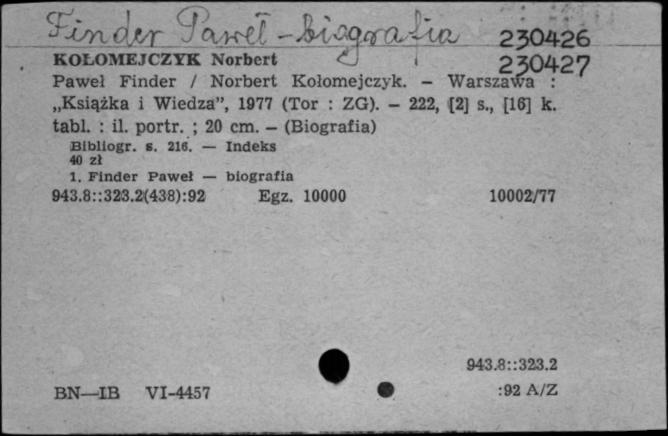 Finder Paweł – biografia
230426
KOŁOMEJCZYK Norbert
230427
Paweł Finder / Norbert Kołomejczyk. – Warszawa :
„Książka i Wiedza”, 1977 (Tor : ZG). – 222, [2] s., [16] k.
tabl. : il. portr. ; 20 cm. – (Biografia)
Bibliogr. s. 216. — Indeks
40 zł
1. Finder Paweł — biografia
943.8::323.2(438):92 Egz. 10000 10002/77
943.8::323.2
BN—IB VI-4457 :92 A/Z